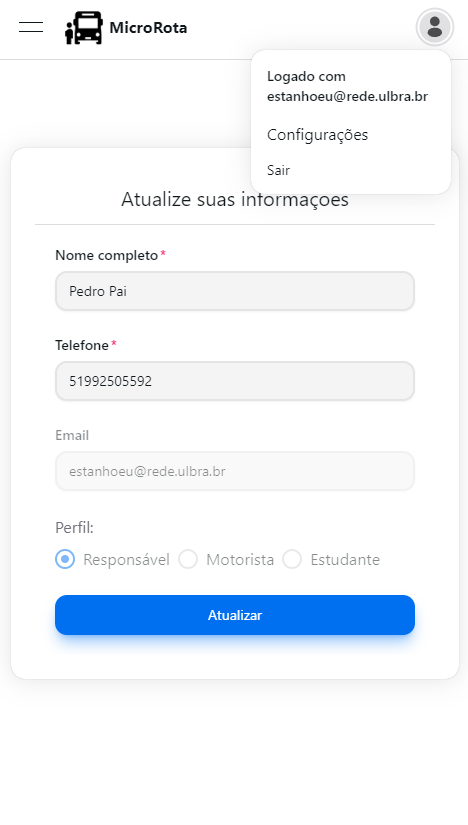 MicroRota
Logado com
estanhoeu@rede.ulbra.br
Configurações
Sair
Atualize suas informações
Nome completo*
Pedro Pai
Telefone*
51992505592
Email
estanhoeu@rede.ulbra.br
Perfil:
Responsável Motorista Estudante
Atualizar